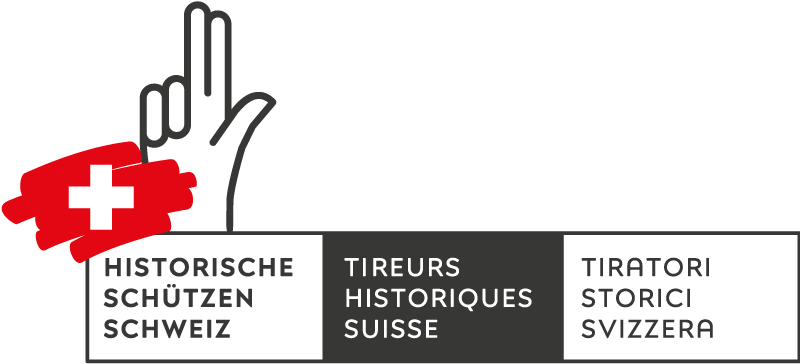 HISTORISCHE
SCHÜTZEN
SCHWEIZ
TIREURS
HISTORIQUES
SUISSE
TIRATORI
STORICI
SVIZZERA